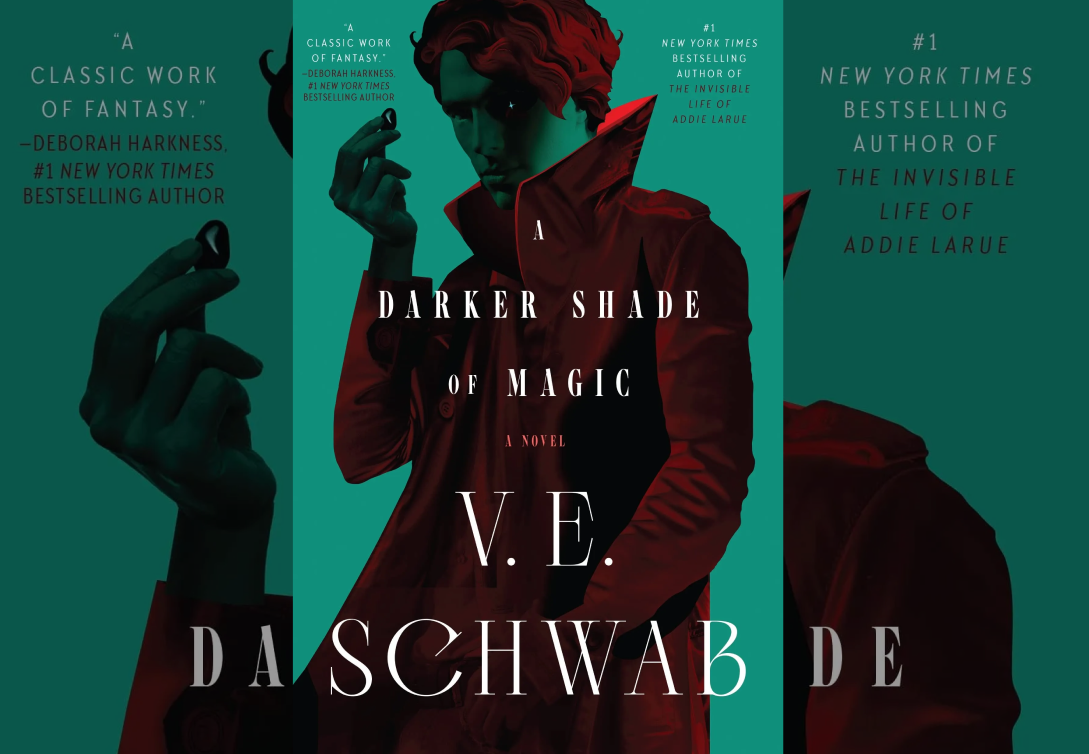 “A
CLASSIC WORK
OF FANTASY.”
—DEBORAH HARKNESS,
#1 NEW YORK TIMES
BESTSELLING AUTHOR
“A
CLASSIC WORK
OF FANTASY.”
—DEBORAH HARKNESS,
#1 NEW YORK TIMES
BESTSELLING AUTHOR
#1
NEW YORK TIMES
BESTSELLING
AUTHOR OF
THE INVISIBLE
LIFE OF
ADDIE LARUE
#1
NEW YORK TIMES
BESTSELLING
AUTHOR OF
THE INVISIBLE
LIFE OF
ADDIE LARUE
A
DARKER SHADE
OF MAGIC
A NOVEL
V. E.
SCHWAB
DA
DE